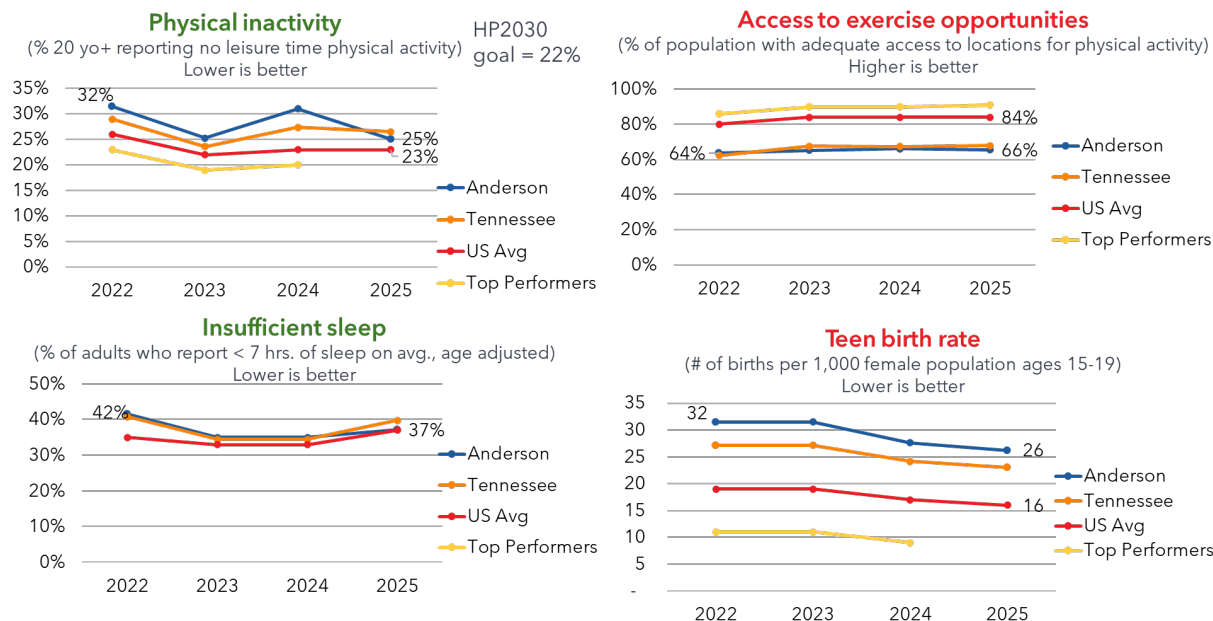 Physical inactivity
(% 20 yo+ reporting no leisure time physical activity)
Lower is better
HP2030
goal = 22%
35%
30%
25%
20%
15%
10%
5%
0%
32%
25%
23%
2022 2023 2024 2025
Anderson
Tennessee
US Avg
Top Performers
Access to exercise opportunities
(% of population with adequate access to locations for physical activity)
Higher is better
100%
80%
60%
40%
20%
0%
64%
84%
66%
2022 2023 2024 2025
Anderson
Tennessee
US Avg
Top Performers
Insufficient sleep
(% of adults who report < 7 hrs. of sleep on avg., age adjusted)
Lower is better
50%
40%
30%
20%
10%
0%
42%
37%
2022 2023 2024 2025
Anderson
Tennessee
US Avg
Top Performers
Teen birth rate
(# of births per 1,000 female population ages 15-19)
Lower is better
35
30
25
20
15
10
5
-
32
26
16
2022 2023 2024 2025
Anderson
Tennessee
US Avg
Top Performers